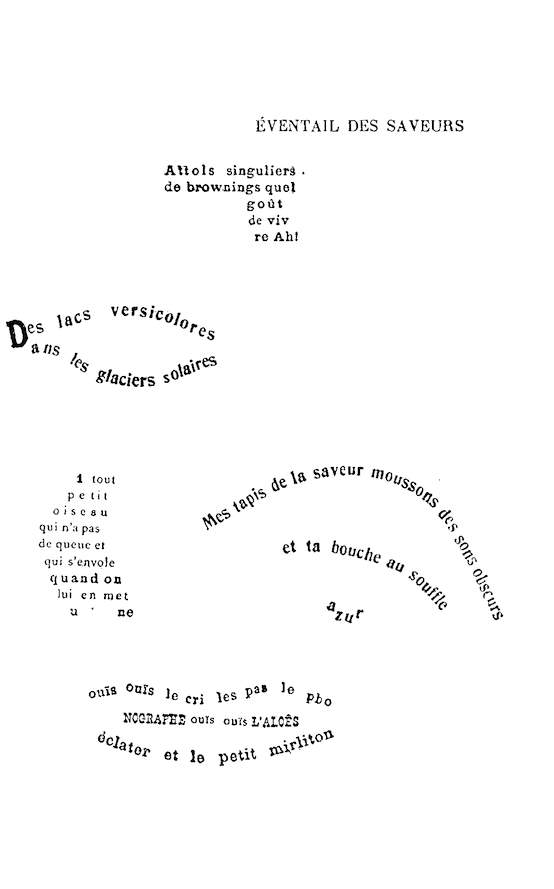 ÉVENTAIL DES SAVEURS
Attols singuliers
de brownings quel
goût
de viv
re Ah!
Des lacs versicolores
Dans les glaciers solaires
1 tout
petit
oiseau
qui n'a pas
de queue et
qui s'envole
quand on
lui en met
u ne
Mes tapis de la saveur moussons des sons obscurs
et ta bouche au souffle
azur
ouïs ouïs le cri les pas le pho
NOGRAPHE ouïs ouïs L'ALOÈS
éclater et le petit mirliton